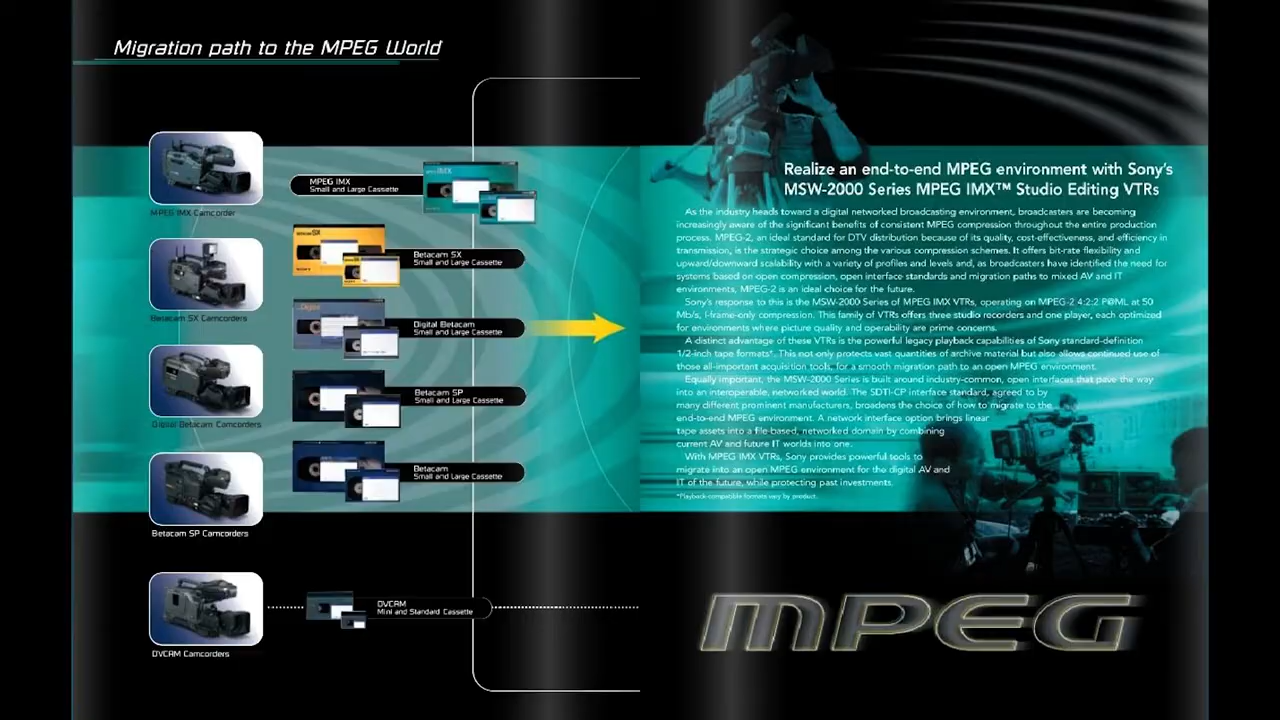 Migration path to the MPEG World
MPEG IMX Camcorder
Betacam SX Camcorders
Digital Betacam Camcorders
Betacam SP Camcorders
DVCAM Camcorders
MPEG IMX
Small and Large Cassette
Betacam SX
Small and Large Cassette
Digital Betacam
Small and Large Cassette
Betacam SP
Small and Large Cassette
Betacam
Small and Large Cassette
DVCAM
Mini and Standard Cassette
Realize an end-to-end MPEG environment with Sony's
MSW-2000 Series MPEG IMX™ Studio Editing VTRs
As the industry heads toward a digital networked broadcasting environment, broadcasters are becoming
increasingly aware of the significant benefits of consistent MPEG compression throughout the entire production
process. MPEG-2, an ideal standard for DTV distribution because of its quality, cost-effectiveness, and efficiency in
transmission, is the strategic choice among the various compression schemes. It offers bit-rate flexibility and
upward/downward scalability with a variety of profiles and levels and, as broadcasters have identified the need for
systems based on open compression, open interface-standards and migration paths to mixed AV and IT
environments, MPEG-2 is an ideal choice for the future.
Sony's response to this is the MSW-2000 Series of MPEG IMX VTRs, operating on MPEG-2 4:2:2 P@ML at 50
Mb/s, I-frame-only compression. This family of VTRs offers three studio recorders and one player, each optimized
for environments where picture quality and operability are prime concerns.
A distinct advantage of these VTRs is the powerful legacy playback capabilities of Sony standard-definition
1/2-inch tape formats*. This not only protects vast quantities of archive material but also allows continued use of
those all-important acquisition tools, for a smooth migration path to an open MPEG environment.
Equally important, the MSW-2000 Series is built around industry-common, open interfaces that pave the way
into an interoperable, networked world. The SDTI-CP interface standard, agreed to by
many different prominent manufacturers, broadens the choice of how to migrate to the
end-to-end MPEG environment. A network interface option brings linear
tape assets into a file-based, networked domain by combining
current AV and future IT worlds into one.
With MPEG IMX VTRs, Sony provides powerful tools to
migrate into an open MPEG environment for the digital AV and
IT of the future, while protecting past investments.
*Playback-compatible formats vary by product.
MPEG